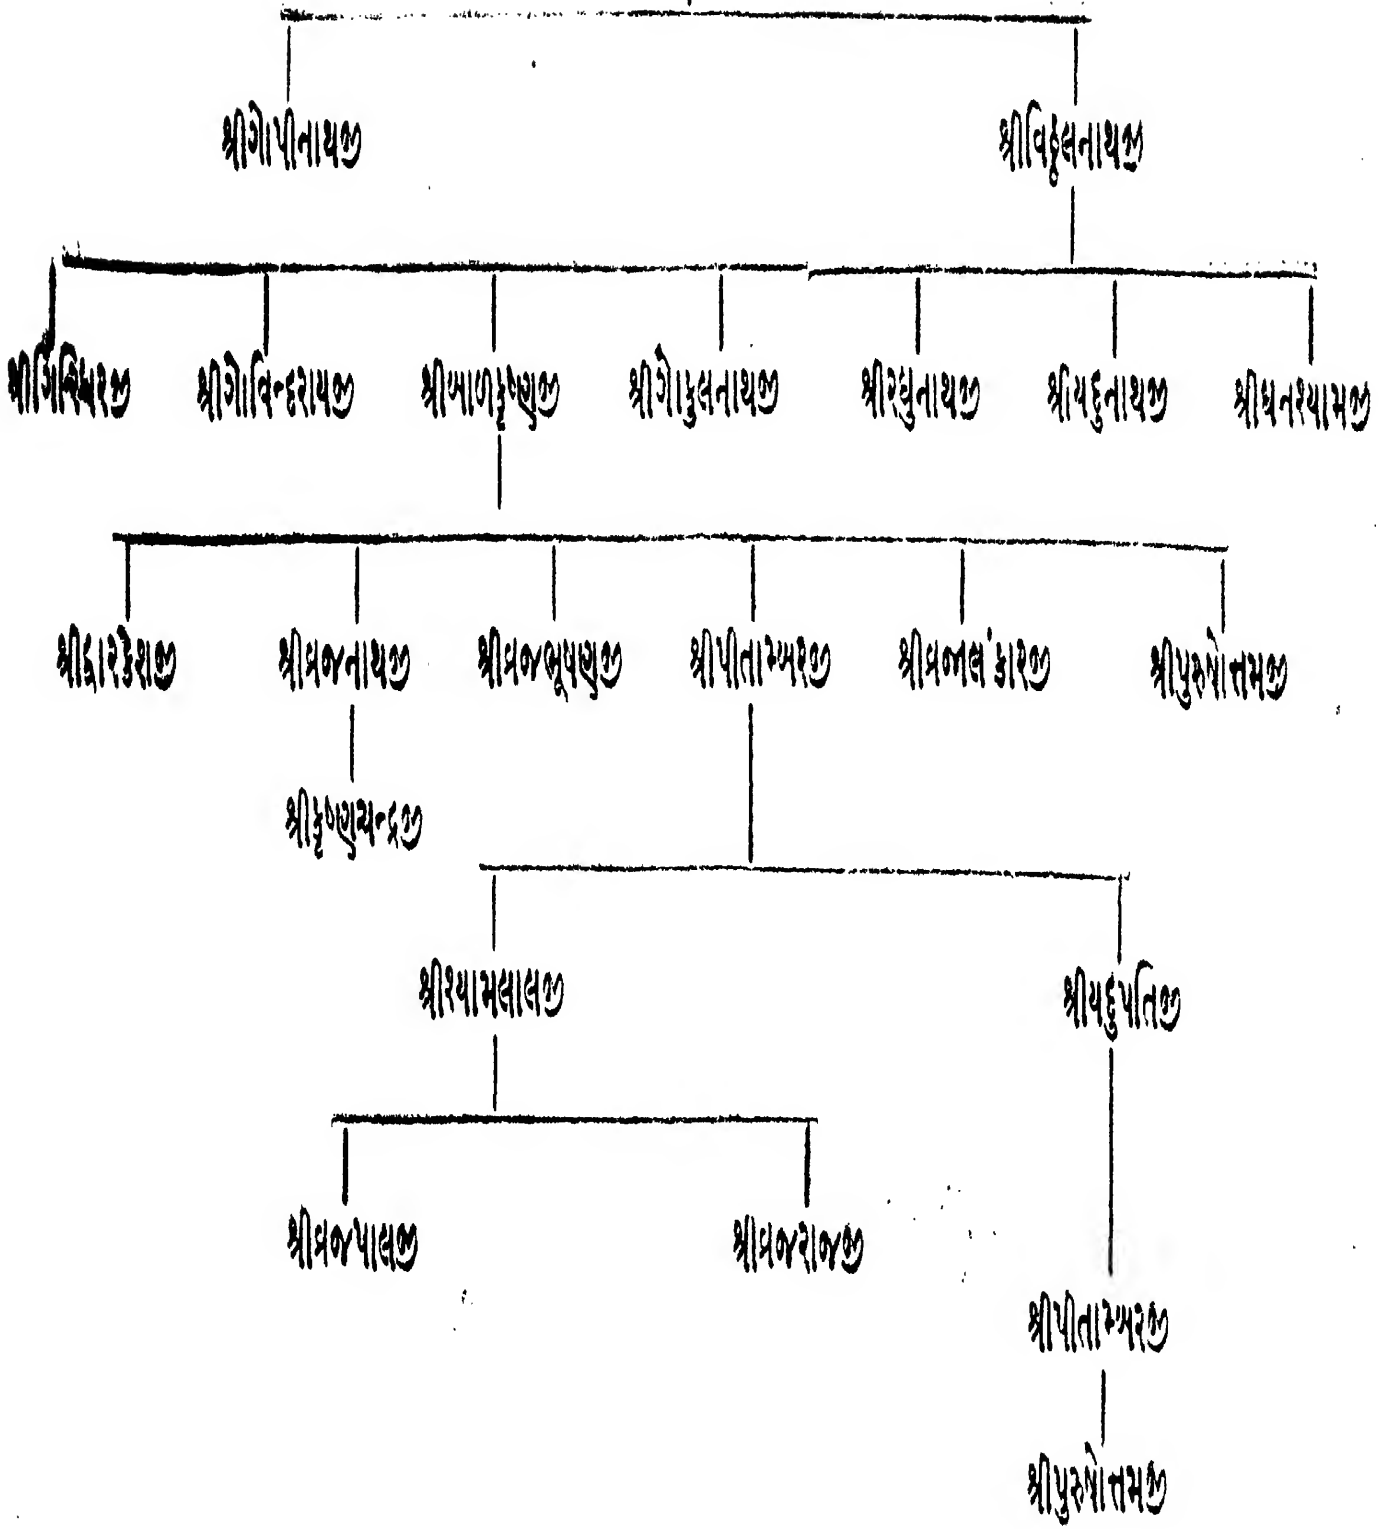 શ્રીગોપીનાથજી શ્રીવિઠ્ઠલનાથજી
શ્રીગિરિધરજી શ્રીગોવિન્દરાયજી શ્રીબાળકૃષ્ણજી શ્રીગોકુલનાથજી શ્રીરઘુનાથજી શ્રીયદુનાથજી શ્રીઘનશ્યામજી
શ્રીદ્વારકેશજી શ્રીવ્રજનાથજી શ્રીવ્રજભૂષણજી શ્રીપીતામ્બરજી શ્રીવ્રજાલંકારજી શ્રીપુરુષોત્તમજી
શ્રીકૃષ્ણચન્દ્રજી
શ્રીશ્યામલાલજી શ્રીયદુપતિજી
શ્રીવ્રજપાલજી શ્રીવ્રજરાજજી
શ્રીપીતામ્બરજી
શ્રીપુરુષોત્તમજી